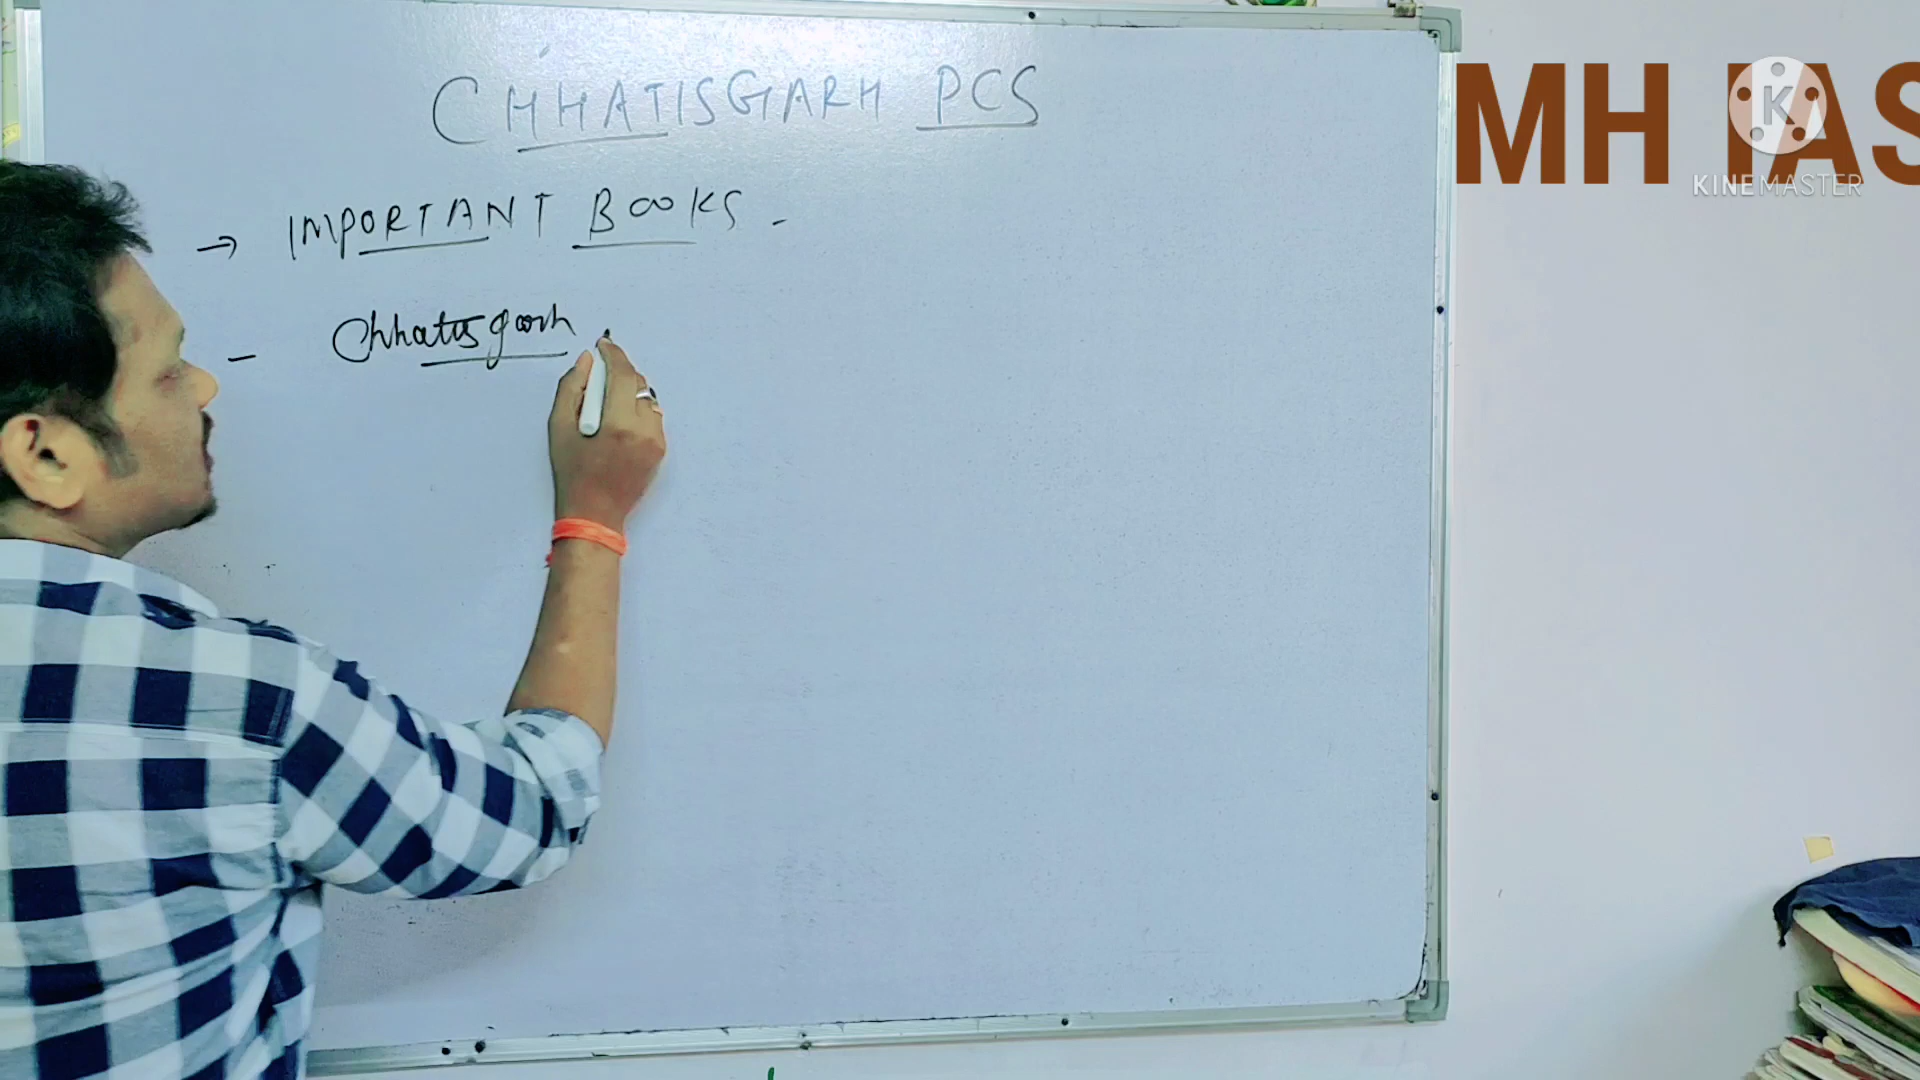 CHHATISGARH PCS
→ IMPORTANT BOOKS -
- Chhatisgarh
MH IAS
KINEMASTER